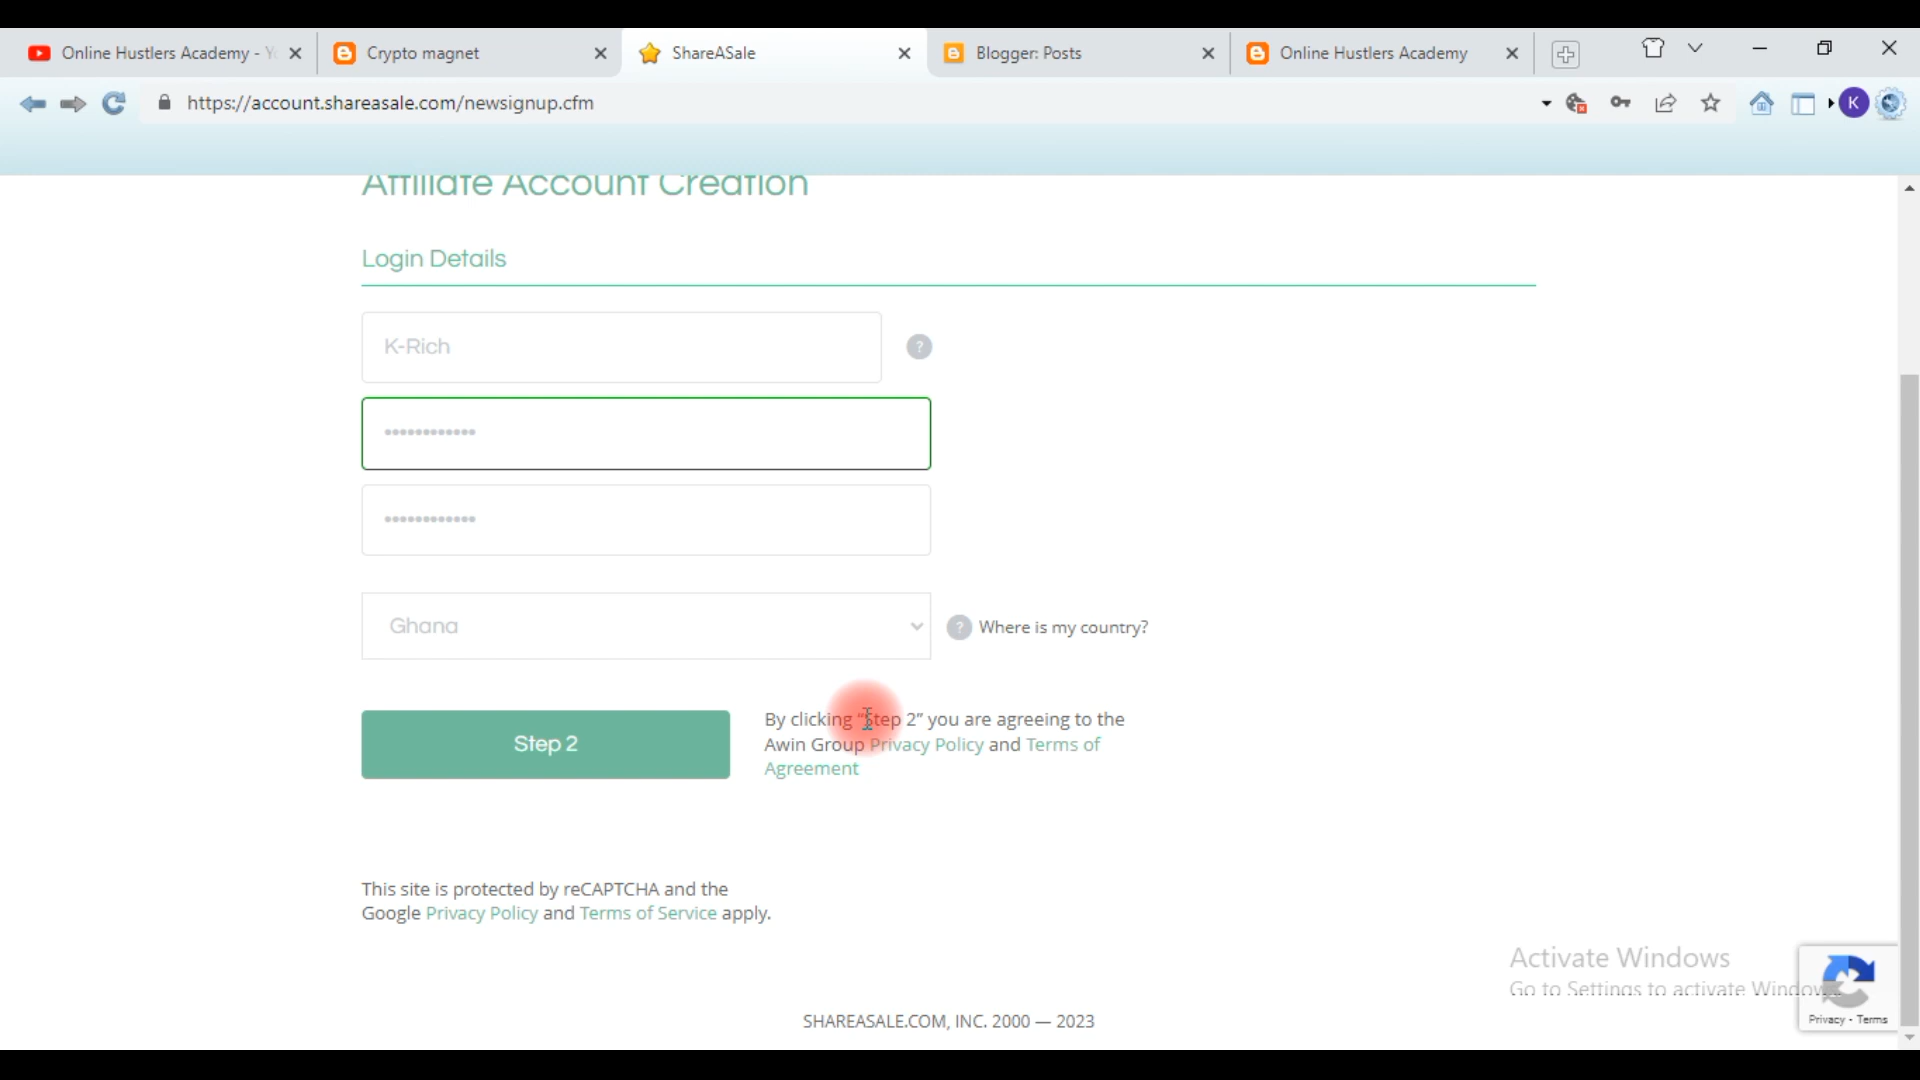 Online Hustlers Academy - Y
Crypto magnet
ShareASale
Blogger: Posts
Online Hustlers Academy
https://account.shareasale.com/newsignup.cfm
K
Affiliate Account Creation
Login Details
K-Rich
?
••••••••••••
••••••••••••
Ghana
? Where is my country?
Step 2
By clicking “Step 2” you are agreeing to the
Awin Group Privacy Policy and Terms of
Agreement
This site is protected by reCAPTCHA and the
Google Privacy Policy and Terms of Service apply.
Activate Windows
Go to Settings to activate Windows
Privacy - Terms
SHAREASALE.COM, INC. 2000 — 2023